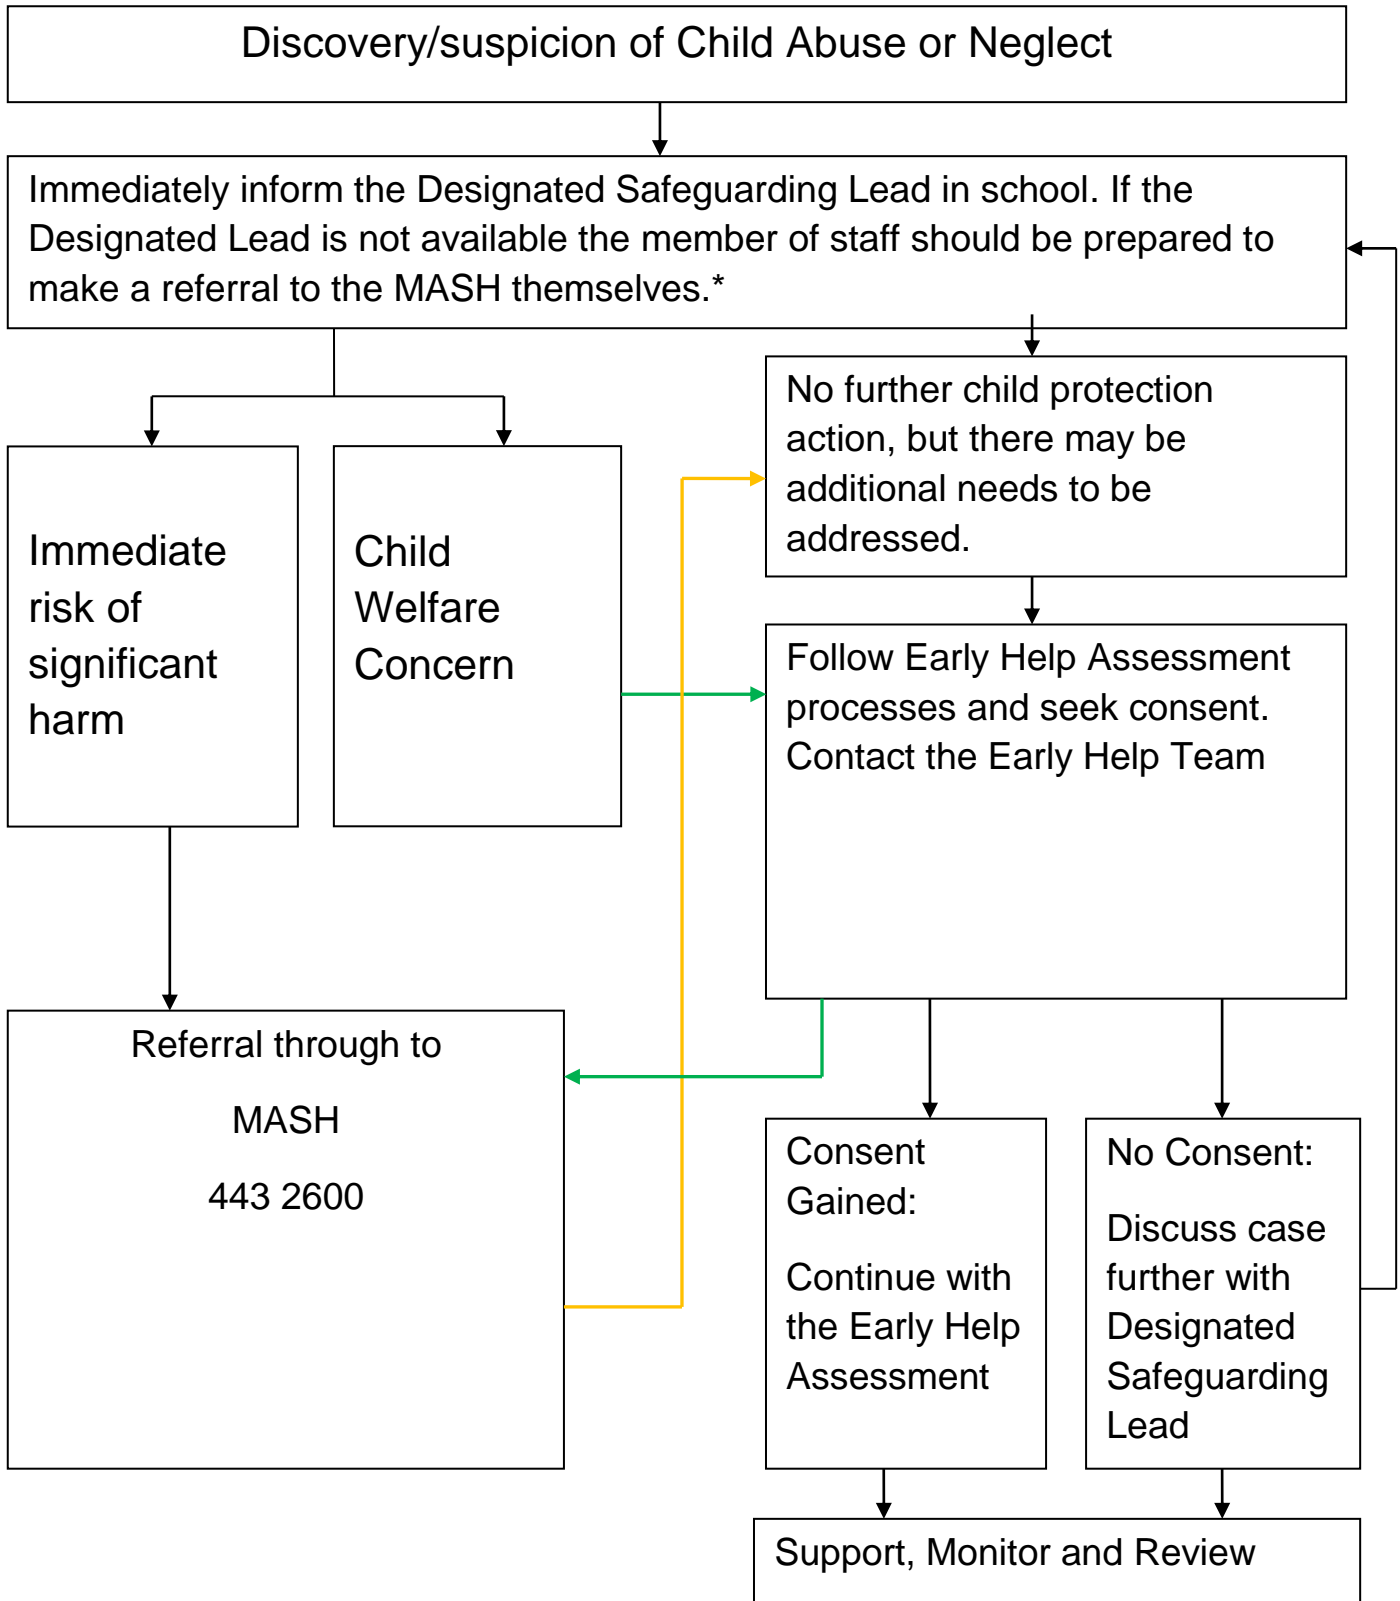 Discovery/suspicion of Child Abuse or Neglect
Immediately inform the Designated Safeguarding Lead in school. If the
Designated Lead is not available the member of staff should be prepared to
make a referral to the MASH themselves.*
No further child protection
action, but there may be
additional needs to be
addressed.
Immediate
risk of
significant
harm
Child
Welfare
Concern
Follow Early Help Assessment
processes and seek consent.
Contact the Early Help Team
Referral through to
MASH
443 2600
Consent
Gained:
Continue with
the Early Help
Assessment
No Consent:
Discuss case
further with
Designated
Safeguarding
Lead
Support, Monitor and Review